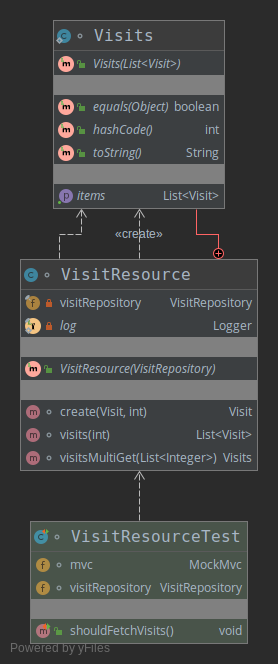 Visits
Visits(List<Visit>)
equals(Object) boolean
hashCode() int
toString() String
items List<Visit>
«create»
VisitResource
visitRepository VisitRepository
log Logger
VisitResource(VisitRepository)
create(Visit, int) Visit
visits(int) List<Visit>
visitsMultiGet(List<Integer>) Visits
VisitResourceTest
mvc MockMvc
visitRepository VisitRepository
shouldFetchVisits() void
Powered by yFiles